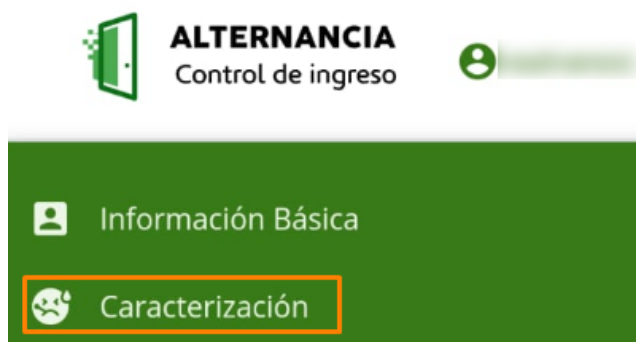 ALTERNANCIA
Control de ingreso
Información Básica
Caracterización